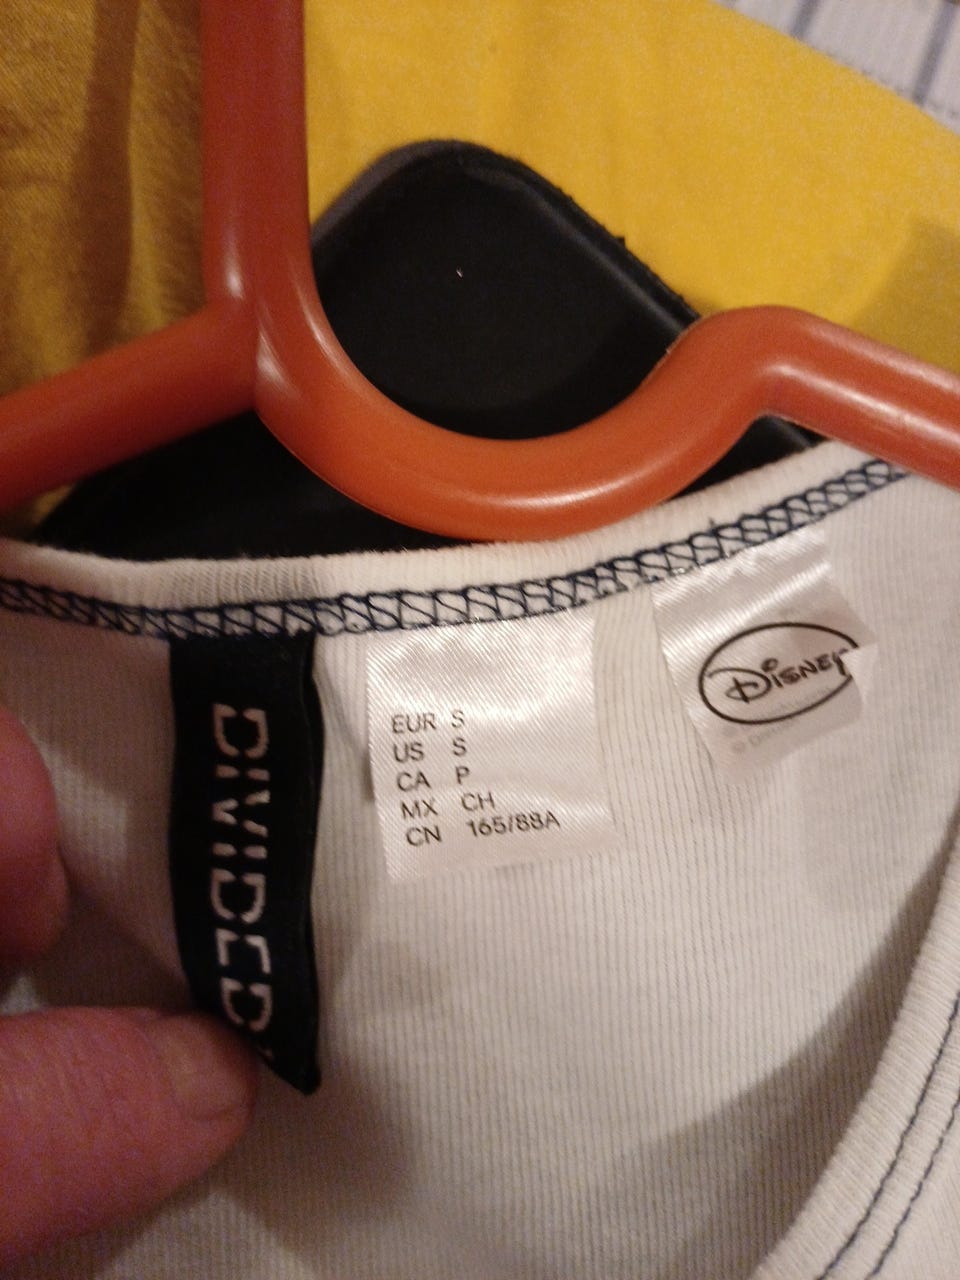 DIVIDED
EUR S
US S
CA P
MX CH
CN 165/88A
Disney